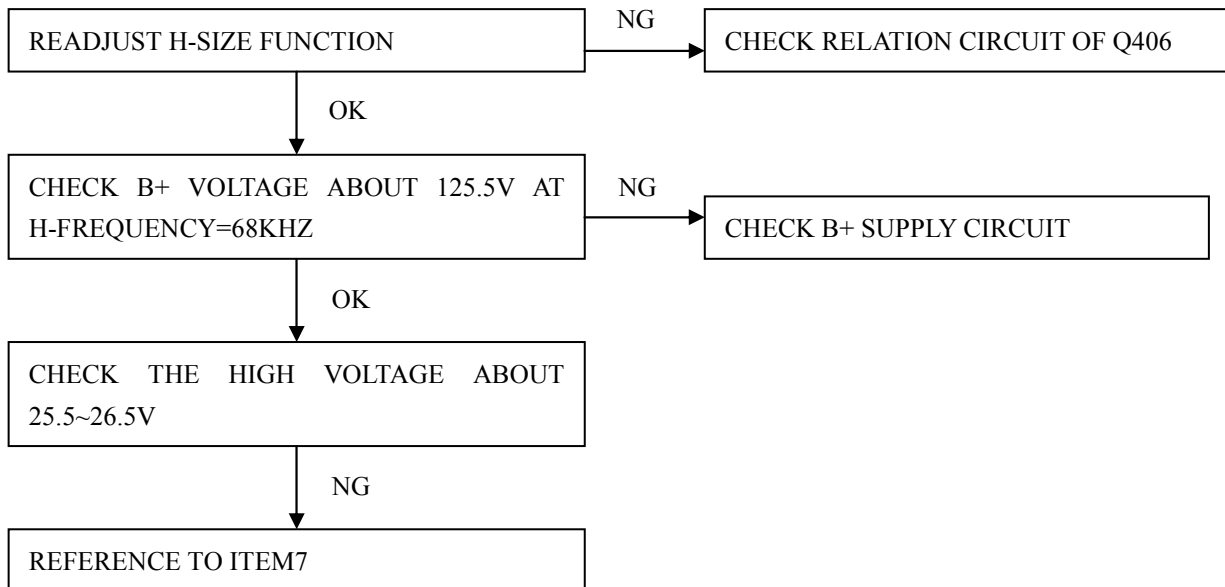 READJUST H-SIZE FUNCTION
NG
CHECK RELATION CIRCUIT OF Q406
OK
CHECK B+ VOLTAGE ABOUT 125.5V AT
H-FREQUENCY=68KHZ
NG
CHECK B+ SUPPLY CIRCUIT
OK
CHECK THE HIGH VOLTAGE ABOUT
25.5~26.5V
NG
REFERENCE TO ITEM7